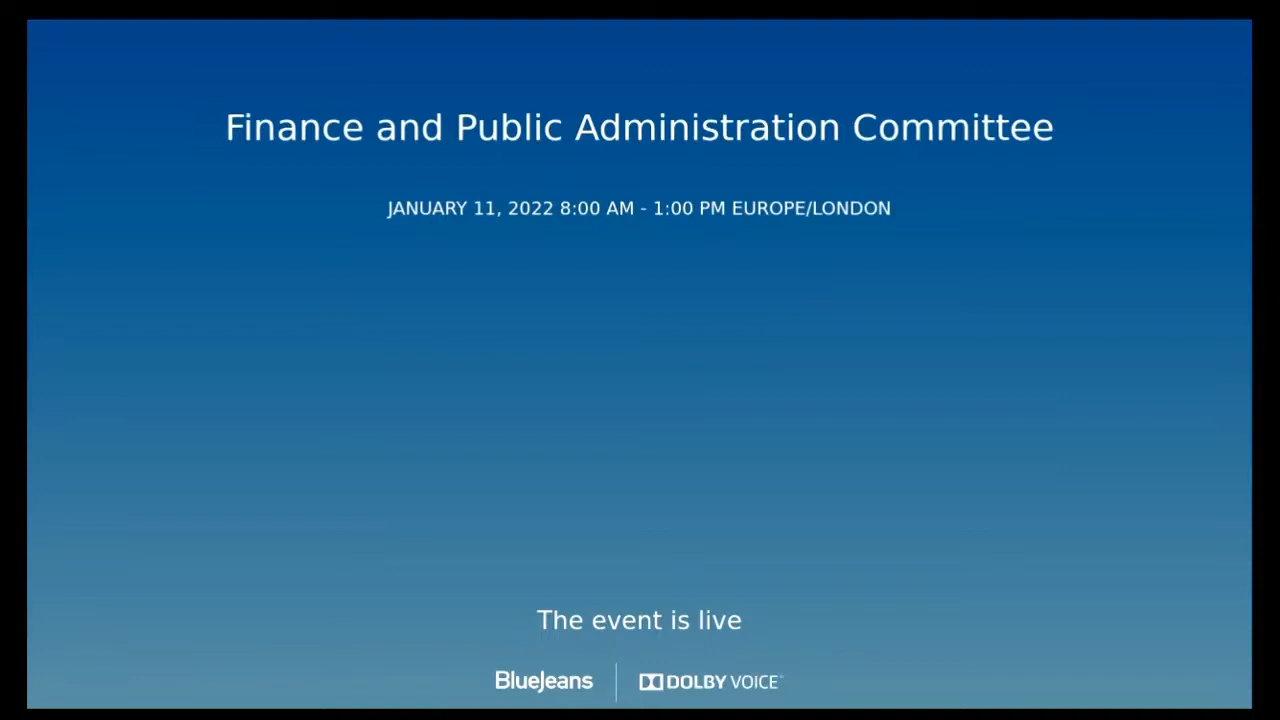 Finance and Public Administration Committee
JANUARY 11, 2022 8:00 AM - 1:00 PM EUROPE/LONDON
The event is live
BlueJeans
DOLBY VOICE